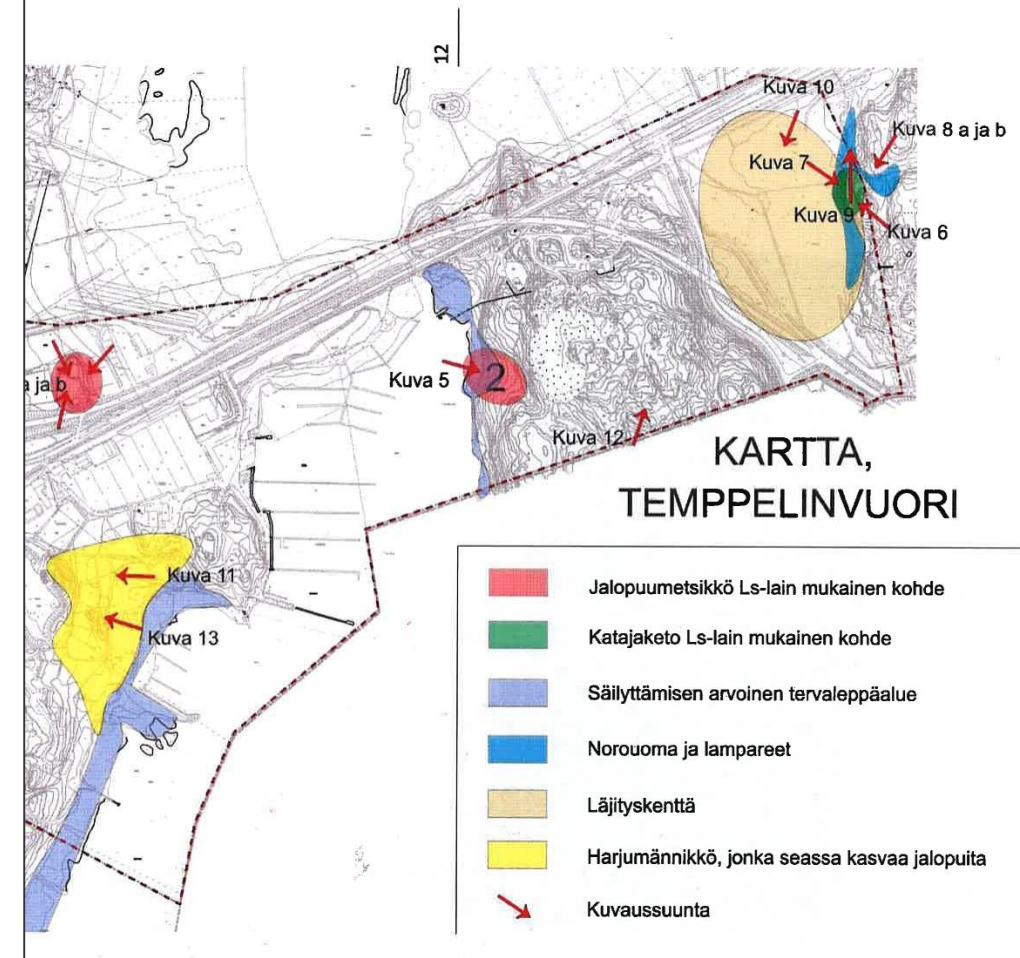 12
Kuva 10
Kuva 8 a ja b
Kuva 7
Kuva 9
Kuva 6
a ja b
Kuva 5
2
Kuva 12
KARTTA,
TEMPPELINVUORI
Kuva 11
Kuva 13
Jalopuumetsikkö Ls-lain mukainen kohde
Katajaketo Ls-lain mukainen kohde
Säilyttämisen arvoinen tervaleppäalue
Norouoma ja lampareet
Läjityskenttä
Harjumännikkö, jonka seassa kasvaa jalopuita
Kuvaussuunta